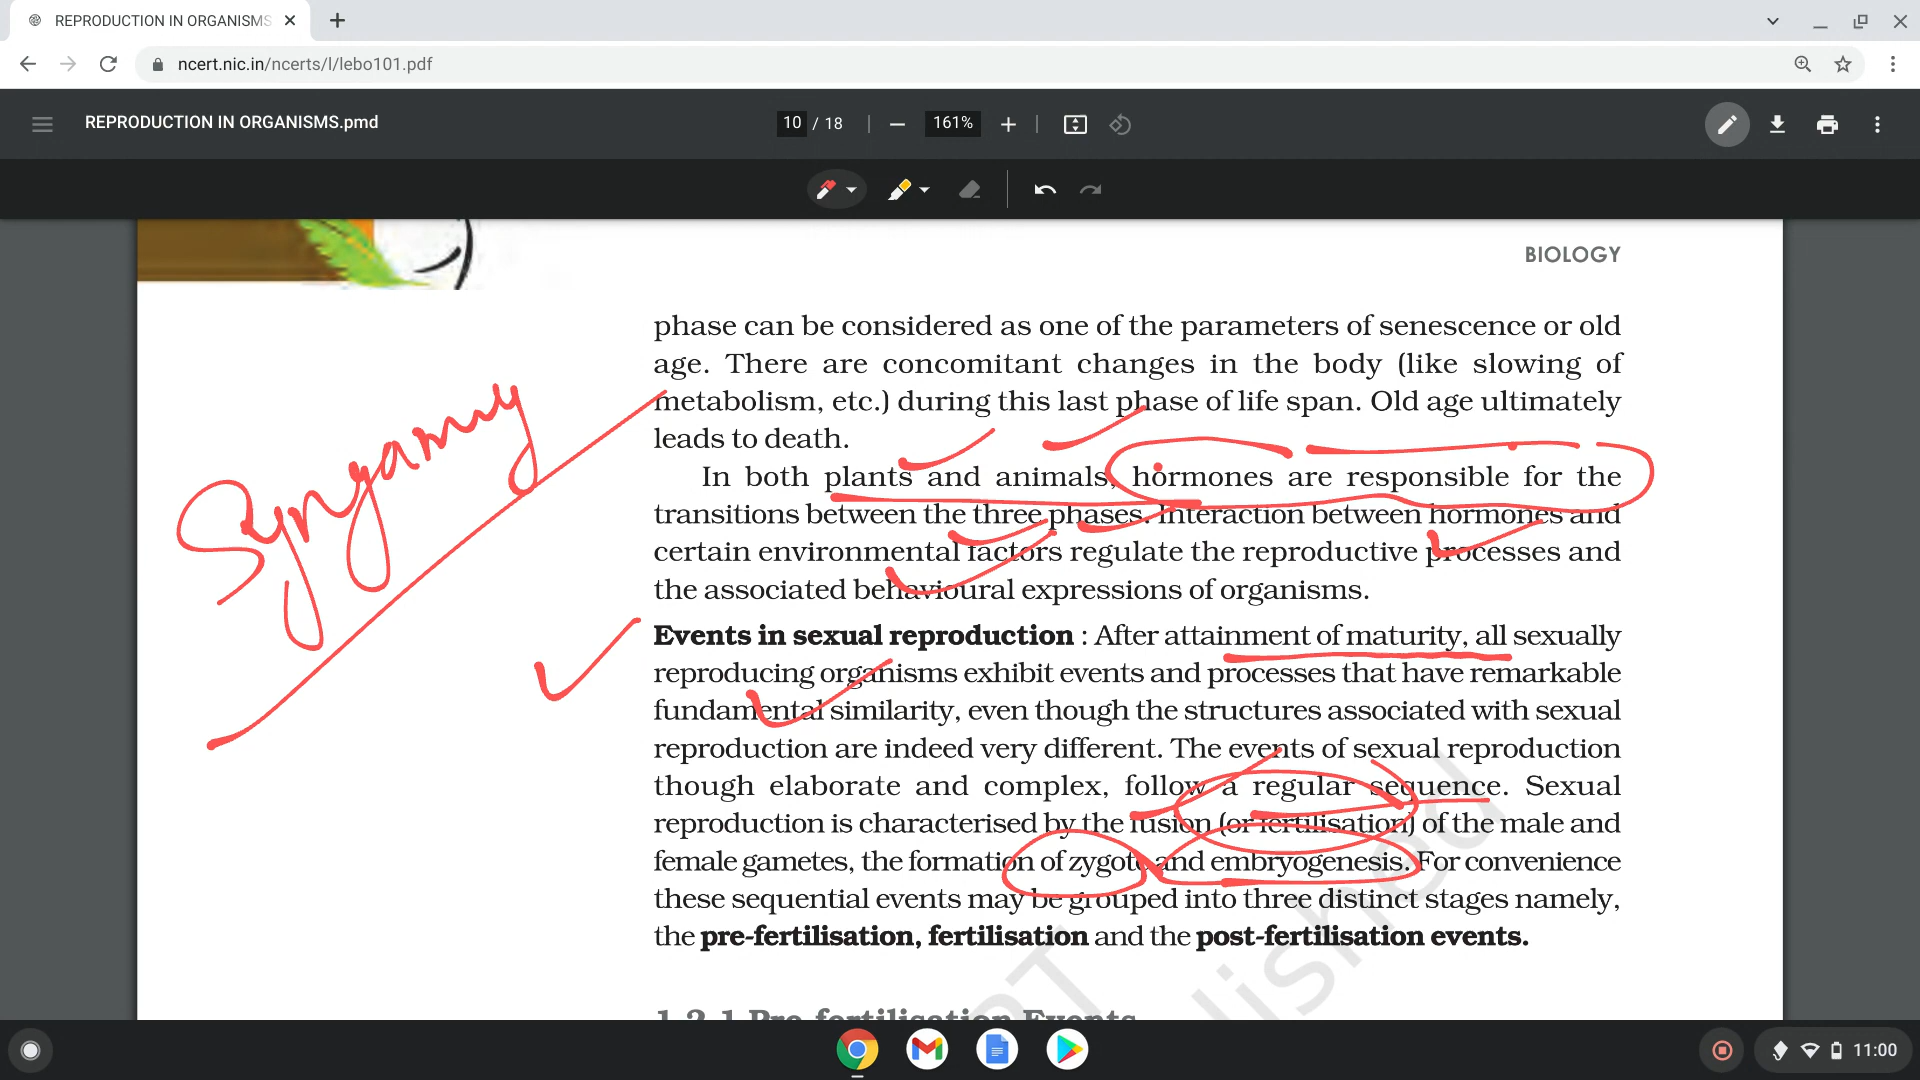 REPRODUCTION IN ORGANISMS
ncert.nic.in/ncerts/l/lebo101.pdf
REPRODUCTION IN ORGANISMS.pmd
10 / 18
161%
BIOLOGY
phase can be considered as one of the parameters of senescence or old
age. There are concomitant changes in the body (like slowing of
metabolism, etc.) during this last phase of life span. Old age ultimately
leads to death.
In both plants and animals, hormones are responsible for the
transitions between the three phases. Interaction between hormones and
certain environmental factors regulate the reproductive processes and
the associated behavioural expressions of organisms.
Syngamy
Events in sexual reproduction : After attainment of maturity, all sexually
reproducing organisms exhibit events and processes that have remarkable
fundamental similarity, even though the structures associated with sexual
reproduction are indeed very different. The events of sexual reproduction
though elaborate and complex, follow a regular sequence. Sexual
reproduction is characterised by the fusion (or fertilisation) of the male and
female gametes, the formation of zygote and embryogenesis. For convenience
these sequential events may be grouped into three distinct stages namely,
the pre-fertilisation, fertilisation and the post-fertilisation events.
1.2.1 Pre-fertilisation Events
11:00